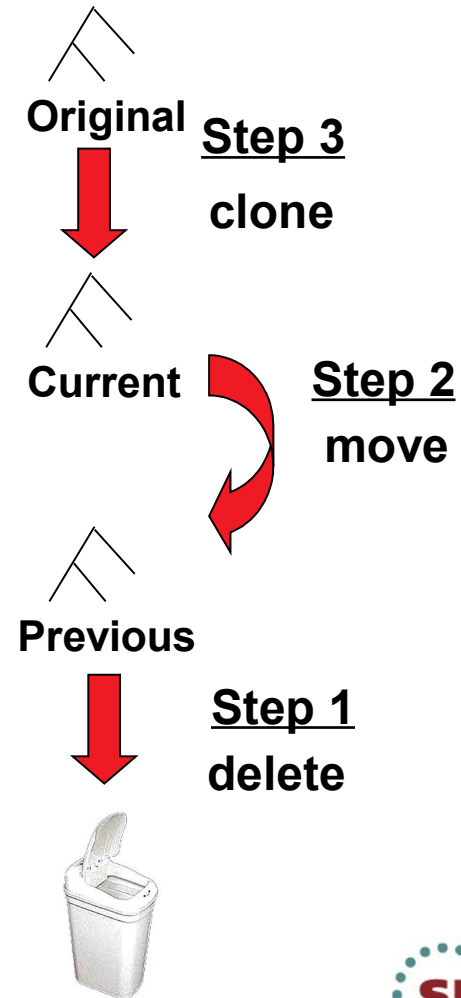 Original
Step 3
clone
Current
Step 2
move
Previous
Step 1
delete